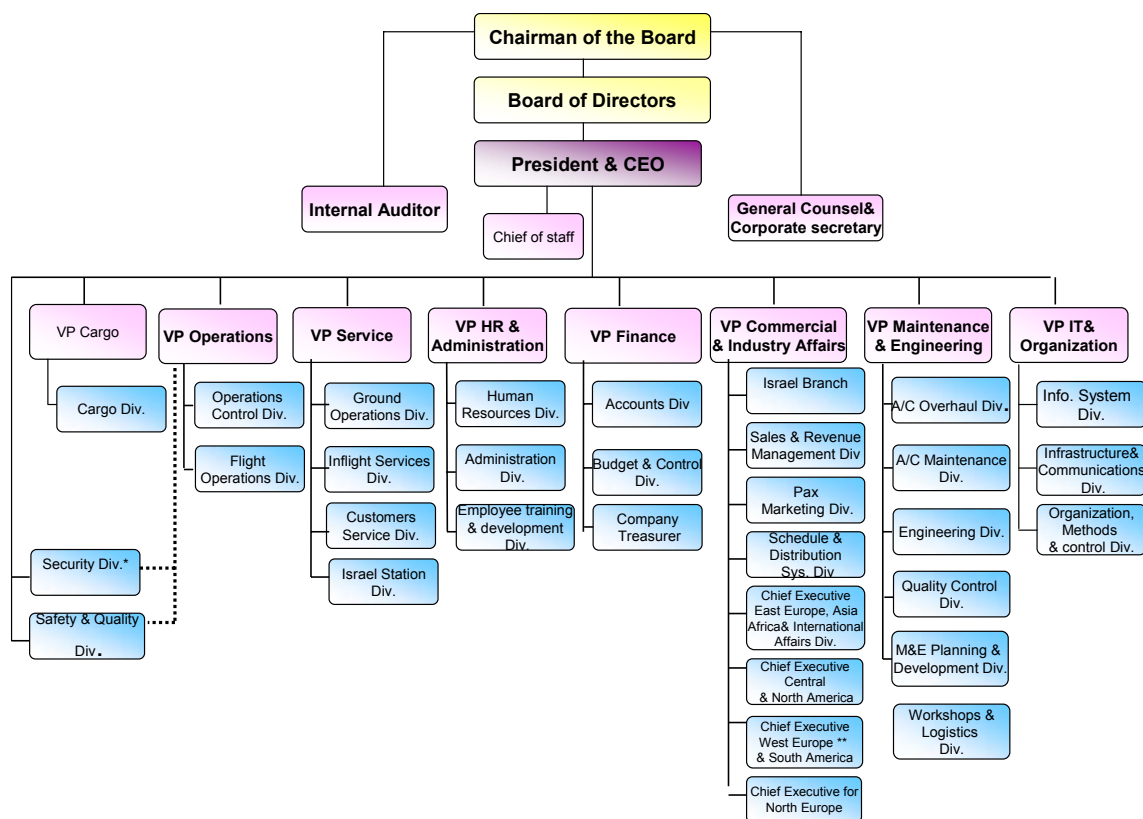 Chairman of the Board
Board of Directors
President & CEO
Internal Auditor
General Counsel&
Corporate secretary
Chief of staff
VP Cargo
Cargo Div.
Security Div.*
Safety & Quality
Div.
VP Operations
Operations
Control Div.
Flight
Operations Div.
VP Service
Ground
Operations Div.
Inflight Services
Div.
Customers
Service Div.
Israel Station
Div.
VP HR &
Administration
Human
Resources Div.
Administration
Div.
Employee training
& development
Div.
VP Finance
Accounts Div
Budget & Control
Div.
Company
Treasurer
VP Commercial
& Industry Affairs
Israel Branch
Sales & Revenue
Management Div
Pax
Marketing Div.
Schedule &
Distribution
Sys. Div
Chief Executive
East Europe, Asia
Africa& International
Affairs Div.
Chief Executive
Central
& North America
Chief Executive
West Europe **
& South America
Chief Executive for
North Europe
VP Maintenance
& Engineering
A/C Overhaul Div.
A/C Maintenance
Div.
Engineering Div.
Quality Control
Div.
M&E Planning &
Development Div.
Workshops &
Logistics
Div.
VP IT&
Organization
Info. System
Div.
Infrastructure&
Communications
Div.
Organization,
Methods
& control Div.